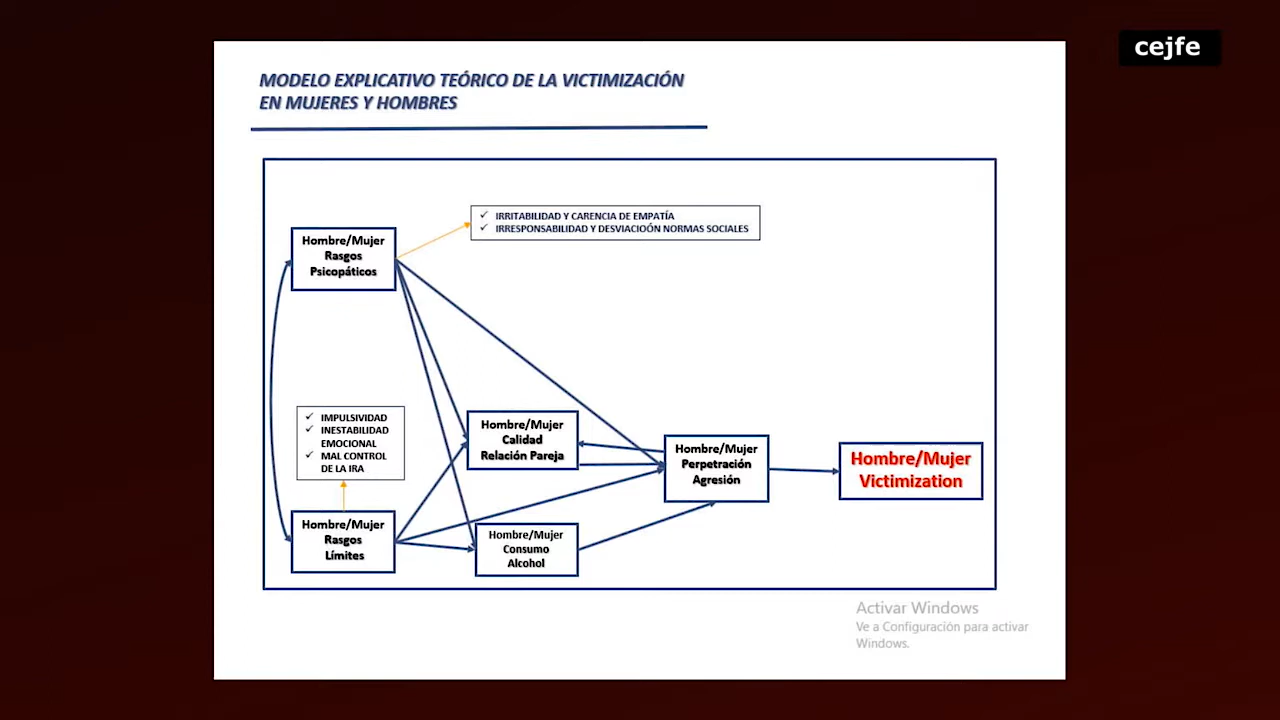 cejfe
MODELO EXPLICATIVO TEÓRICO DE LA VICTIMIZACIÓN
EN MUJERES Y HOMBRES
✓ IRRITABILIDAD Y CARENCIA DE EMPATÍA
✓ IRRESPONSABILIDAD Y DESVIACIOÓN NORMAS SOCIALES
Hombre/Mujer
Rasgos
Psicopáticos
✓ IMPULSIVIDAD
✓ INESTABILIDAD
EMOCIONAL
✓ MAL CONTROL
DE LA IRA
Hombre/Mujer
Calidad
Relación Pareja
Hombre/Mujer
Perpetración
Agresión
Hombre/Mujer
Victimization
Hombre/Mujer
Rasgos
Límites
Hombre/Mujer
Consumo
Alcohol
Activar Windows
Ve a Configuración para activar
Windows.